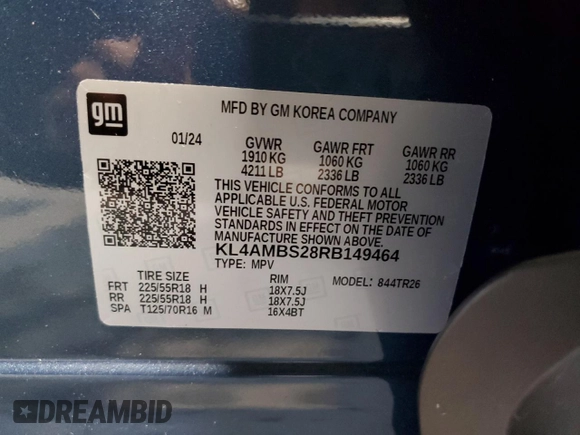 gm
MFD BY GM KOREA COMPANY
01/24
GVWR GAWR FRT GAWR RR
1910 KG 1060 KG 1060 KG
4211 LB 2336 LB 2336 LB
THIS VEHICLE CONFORMS TO ALL
APPLICABLE U.S. FEDERAL MOTOR
VEHICLE SAFETY AND THEFT PREVENTION
STANDARDS IN EFFECT ON THE DATE OF
MANUFACTURE SHOWN ABOVE.
KL4AMBS28RB149464
TYPE: MPV
TIRE SIZE RIM MODEL: 844TR26
FRT 225/55R18 H 18X7.5J
RR 225/55R18 H 18X7.5J
SPA T125/70R16 M 16X4BT
DREAMBID